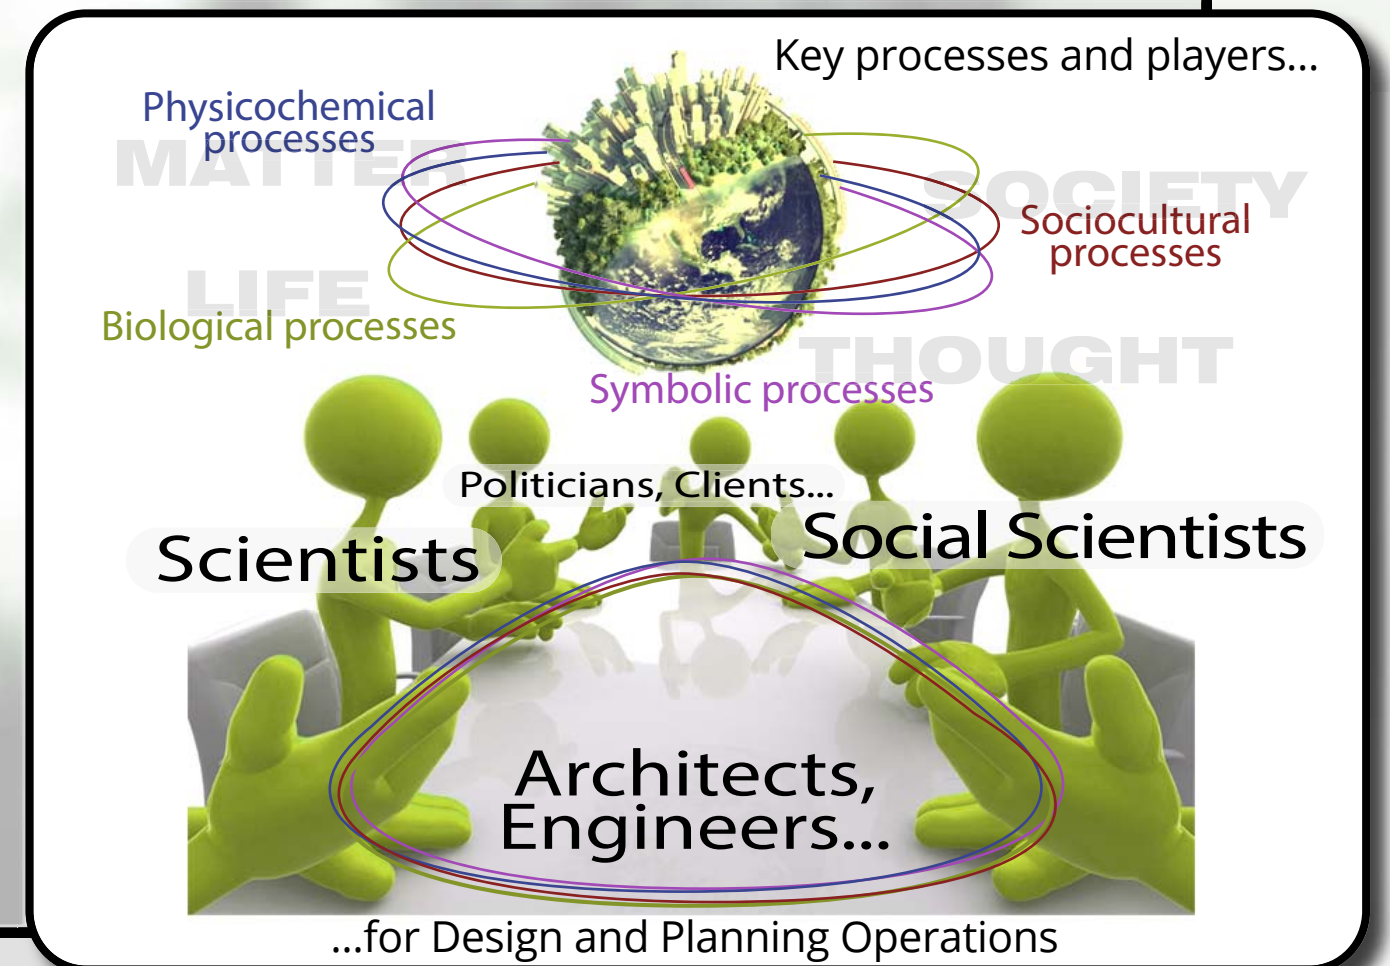 Key processes and players...
Physicochemical
processes
MATTER
SOCIETY
Sociocultural
processes
LIFE
Biological processes
THOUGHT
Symbolic processes
Politicians, Clients...
Scientists
Social Scientists
Architects,
Engineers...
...for Design and Planning Operations